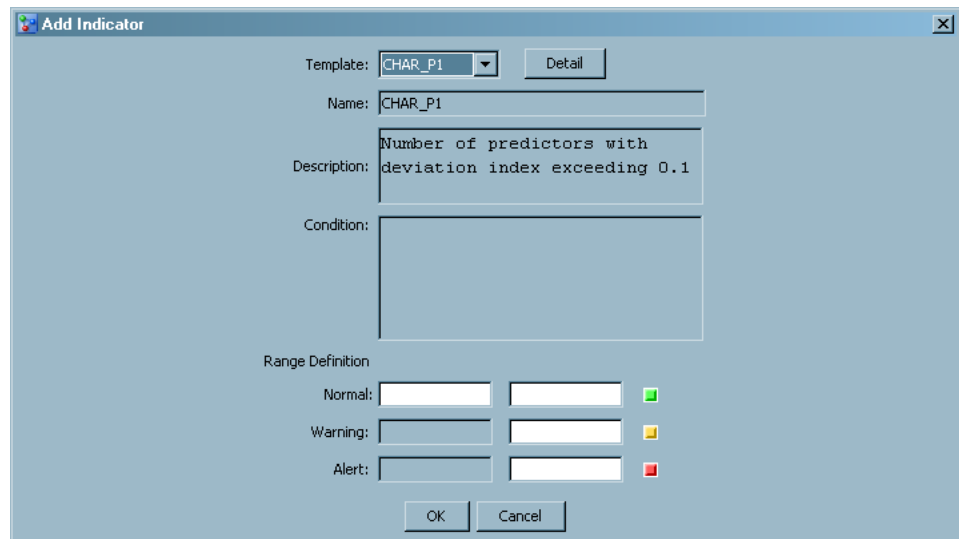 Add Indicator
Template: CHAR_P1 Detail
Name: CHAR_P1
Description: Number of predictors with
deviation index exceeding 0.1
Condition:
Range Definition
Normal:
Warning:
Alert:
OK Cancel